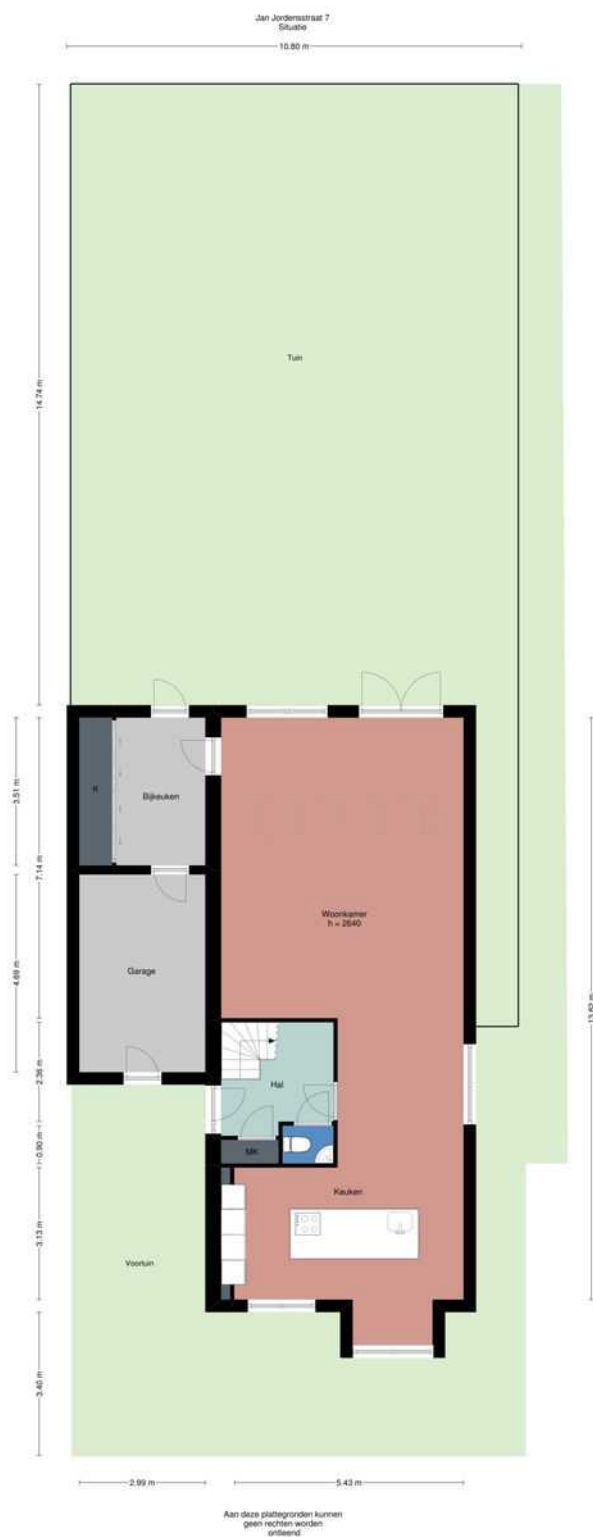 Jan Jordensstraat 7
Situatie
10.80 m
14.74 m
Tuin
3.51 m
7.14 m
K
Bijkeuken
Woonkamer
h = 2640
4.69 m
Garage
13.62 m
2.36 m
Hal
0.90 m
MK
Keuken
3.13 m
Voortuin
3.40 m
2.99 m
5.43 m
Aan deze plattegronden kunnen
geen rechten worden
ontleend